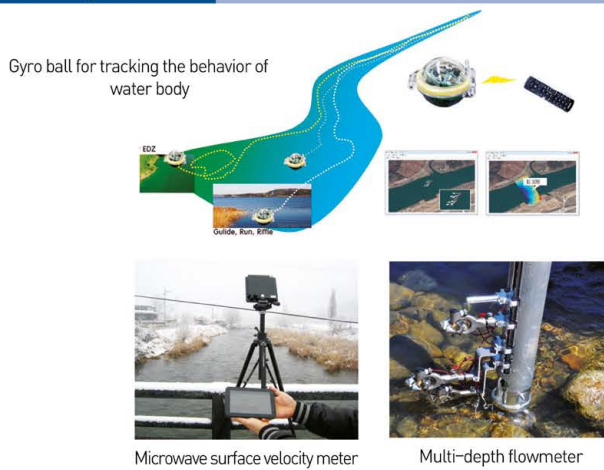 Gyro ball for tracking the behavior of
water body
EDZ
Gulide, Run, Riffle
Microwave surface velocity meter
Multi-depth flowmeter